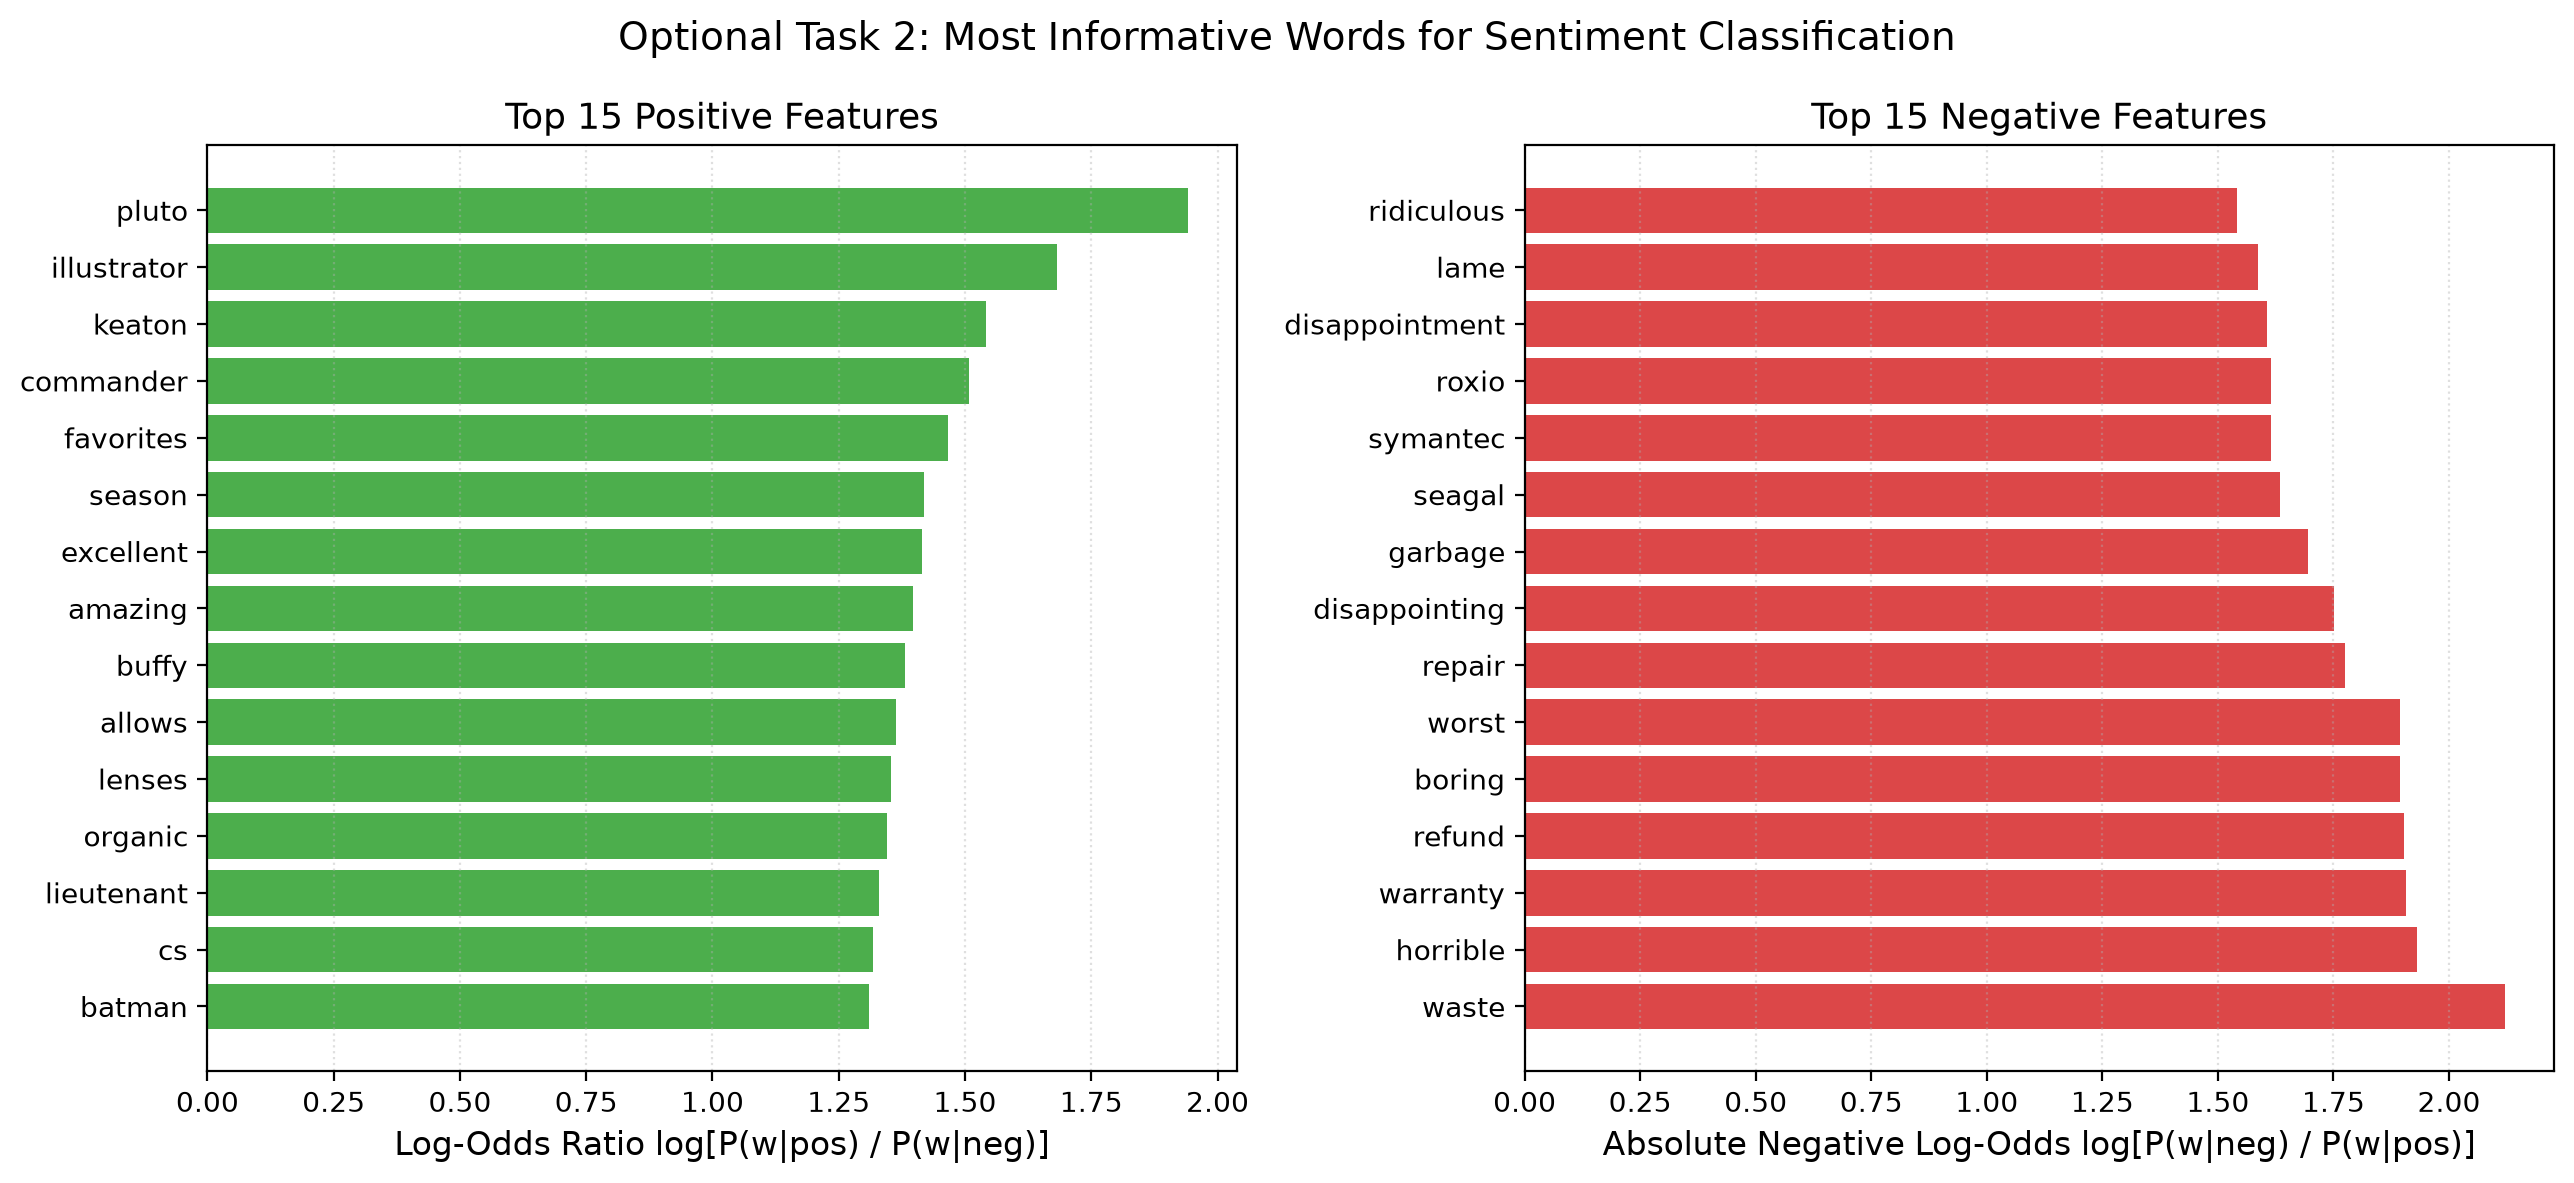 Optional Task 2: Most Informative Words for Sentiment Classification
Top 15 Positive Features
pluto
illustrator
keaton
commander
favorites
season
excellent
amazing
buffy
allows
lenses
organic
lieutenant
cs
batman
0.00 0.25 0.50 0.75 1.00 1.25 1.50 1.75 2.00
Log-Odds Ratio log[P(w|pos) / P(w|neg)]
Top 15 Negative Features
ridiculous
lame
disappointment
roxio
symantec
seagal
garbage
disappointing
repair
worst
boring
refund
warranty
horrible
waste
0.00 0.25 0.50 0.75 1.00 1.25 1.50 1.75 2.00
Absolute Negative Log-Odds log[P(w|neg) / P(w|pos)]